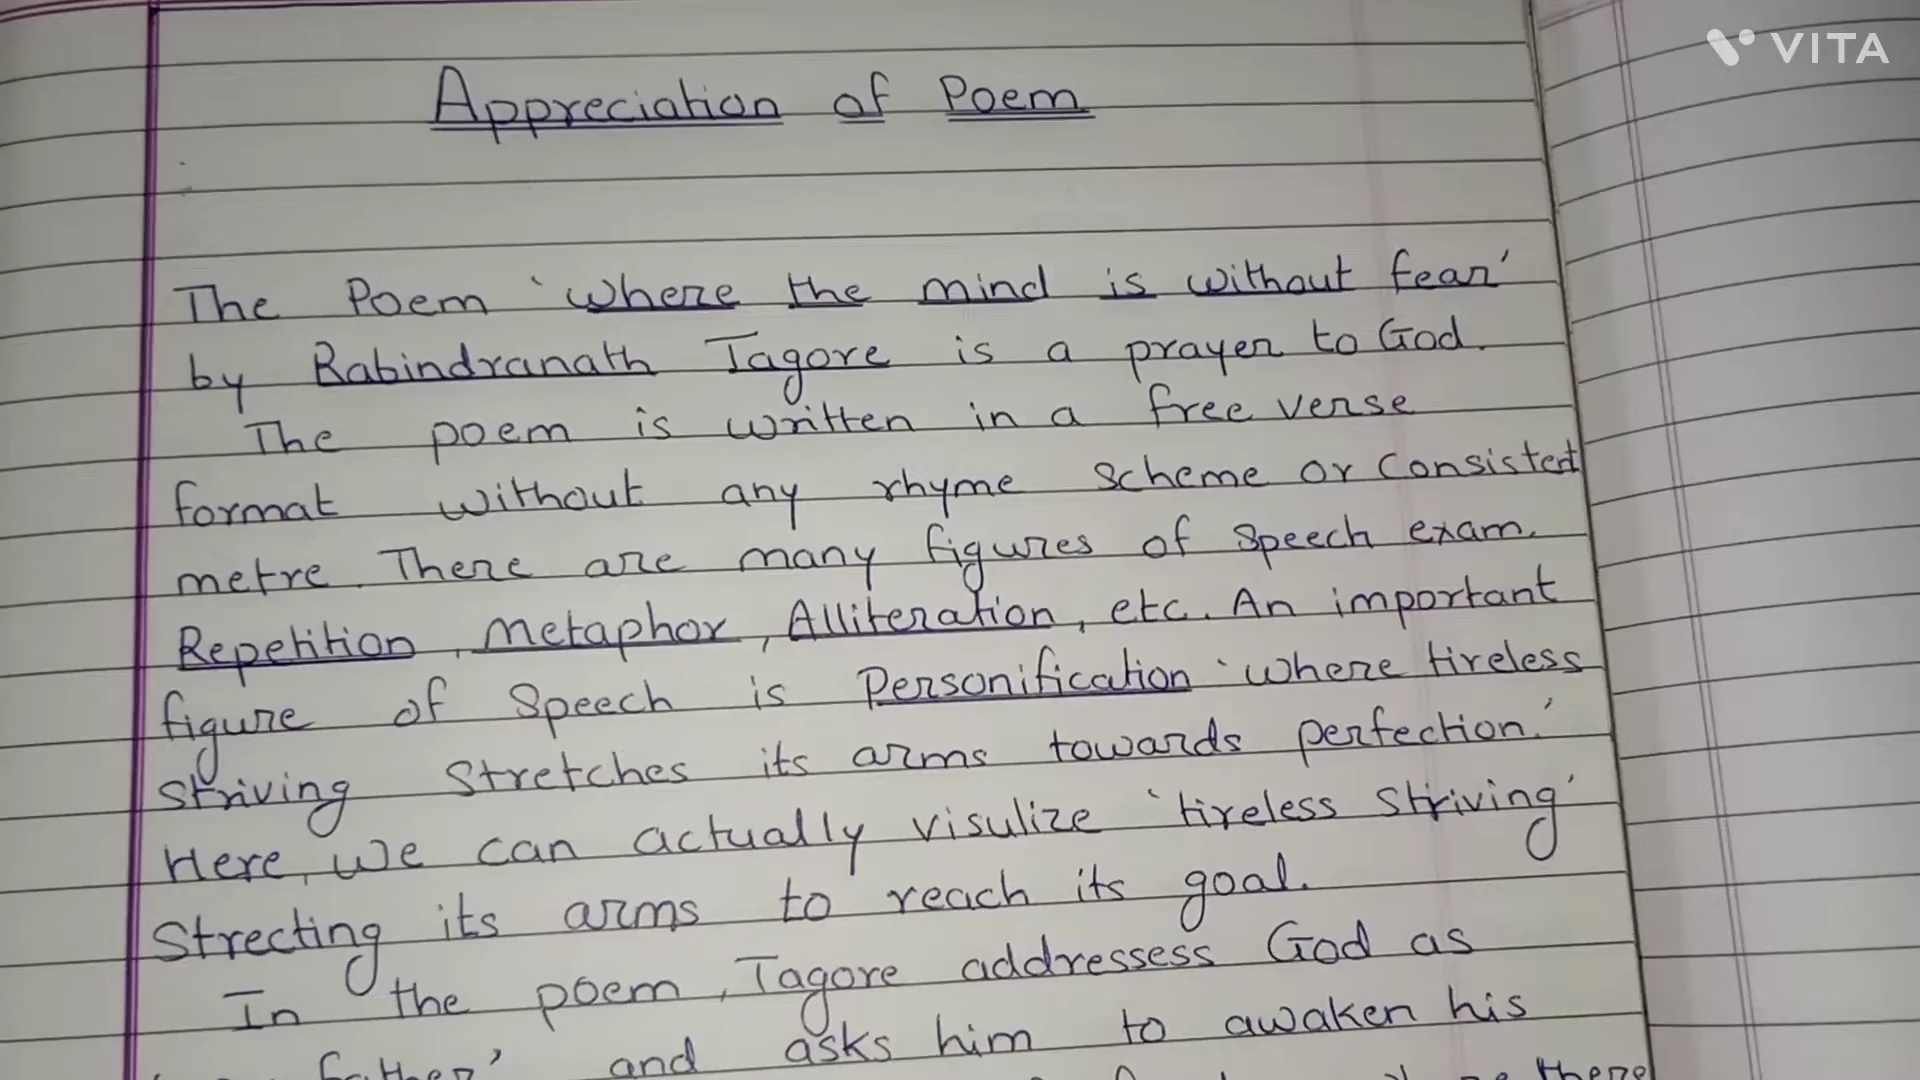 VITA
Appreciation of Poem
The Poem 'where the mind is without fear'
by Rabindranath Tagore is a prayer to God.
The poem is written in a free verse
format without any rhyme scheme or consistent
metre. There are many figures of speech exam.
Repetition, Metaphor, Alliteration, etc. An important
figure of speech is Personification 'where tireless
striving stretches its arms towards perfection.'
Here, we can actually visulize 'tireless striving'
Strecting its arms to reach its goal.
In the poem, Tagore addressess God as
father' and asks him to awaken his
there